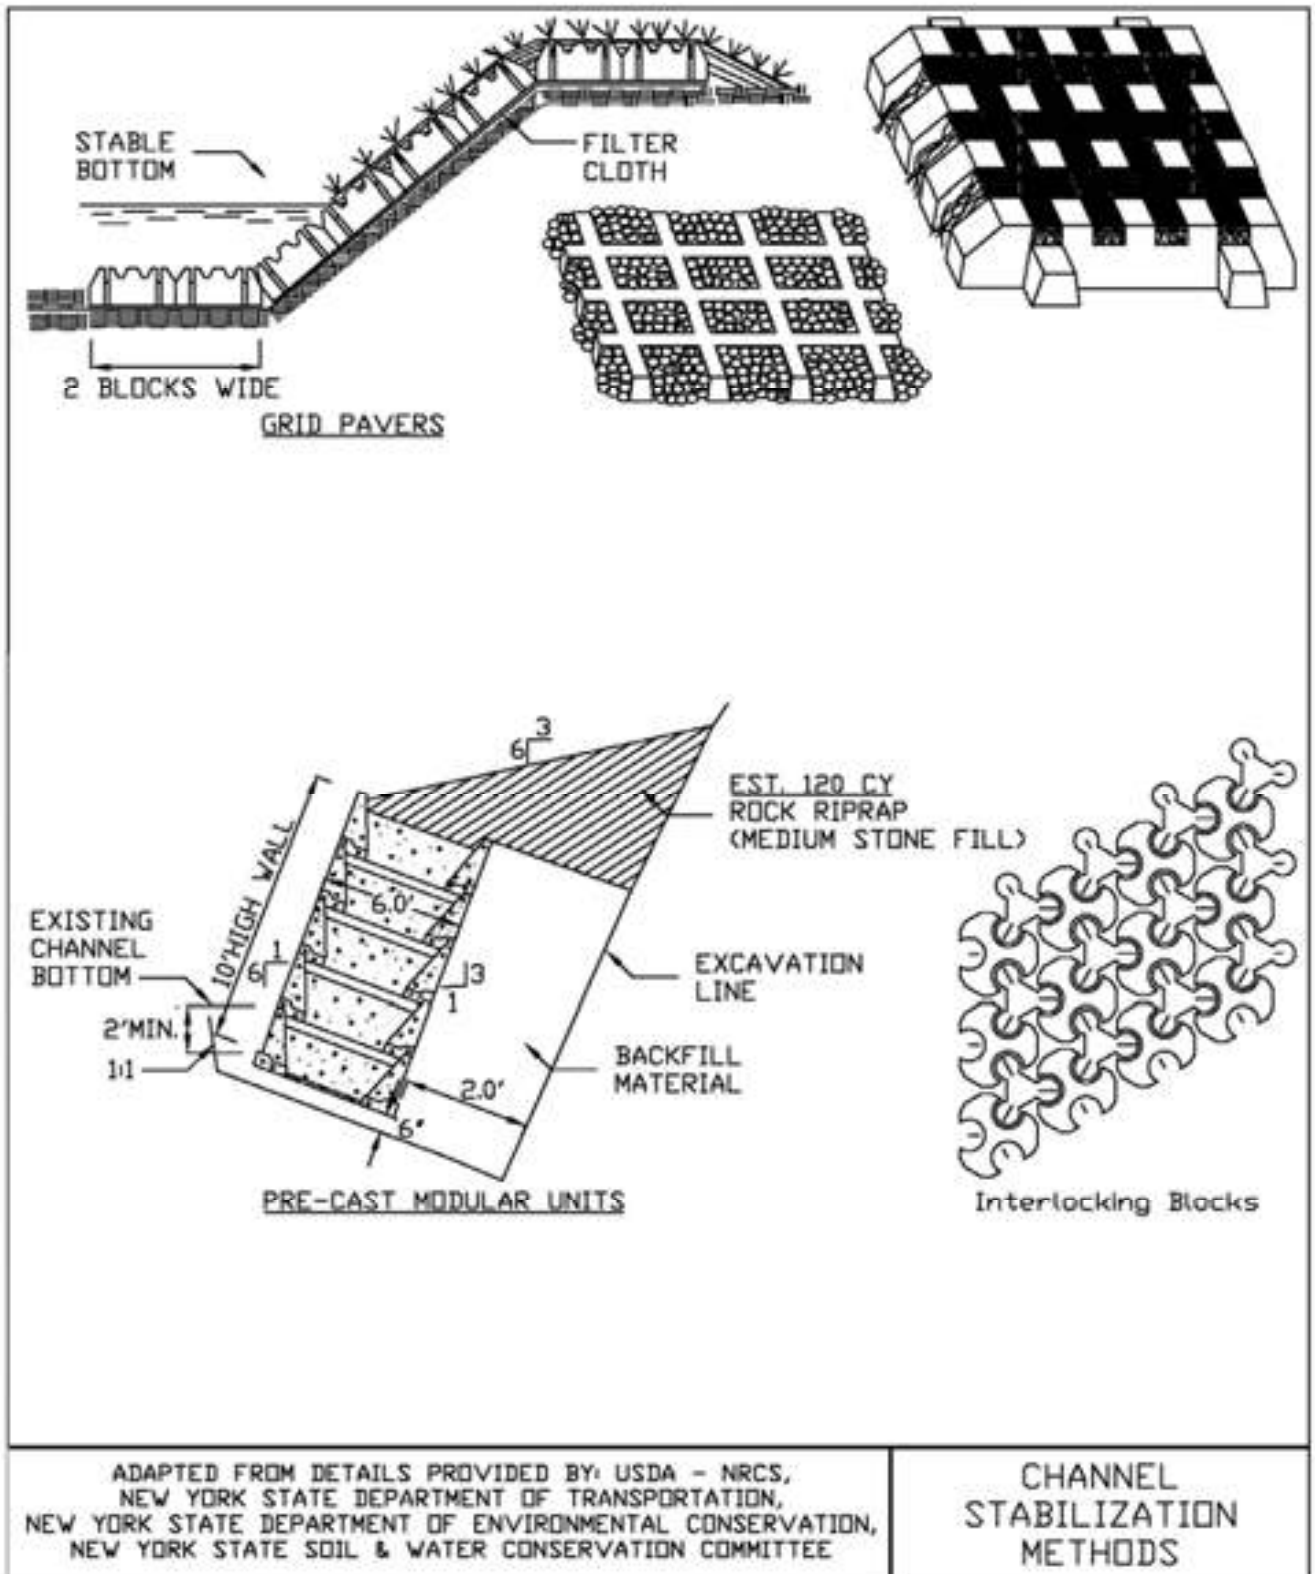 STABLE
BOTTOM
FILTER
CLOTH
2 BLOCKS WIDE
GRID PAVERS
3
6
EST. 120 CY
ROCK RIPRAP
(MEDIUM STONE FILL)
10'HIGH WALL
6.0'
EXISTING
CHANNEL
BOTTOM
1
6
3
1
EXCAVATION
LINE
2'MIN.
1:1
BACKFILL
MATERIAL
2.0'
6"
PRE-CAST MODULAR UNITS
Interlocking Blocks
ADAPTED FROM DETAILS PROVIDED BY: USDA - NRCS,
NEW YORK STATE DEPARTMENT OF TRANSPORTATION,
NEW YORK STATE DEPARTMENT OF ENVIRONMENTAL CONSERVATION,
NEW YORK STATE SOIL & WATER CONSERVATION COMMITTEE
CHANNEL
STABILIZATION
METHODS